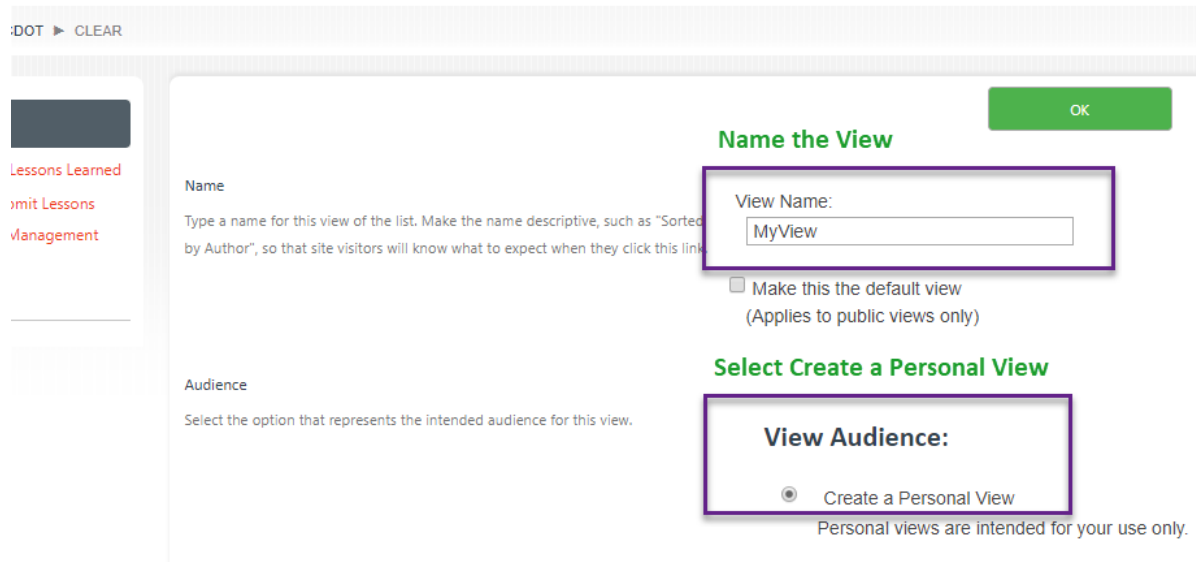 CDOT ► CLEAR
OK
Name the View
Lessons Learned
Lessons
Management
Name
Type a name for this view of the list. Make the name descriptive, such as "Sorted
by Author", so that site visitors will know what to expect when they click this link.
View Name:
MyView
Make this the default view
(Applies to public views only)
Select Create a Personal View
Audience
Select the option that represents the intended audience for this view.
View Audience:
Create a Personal View
Personal views are intended for your use only.